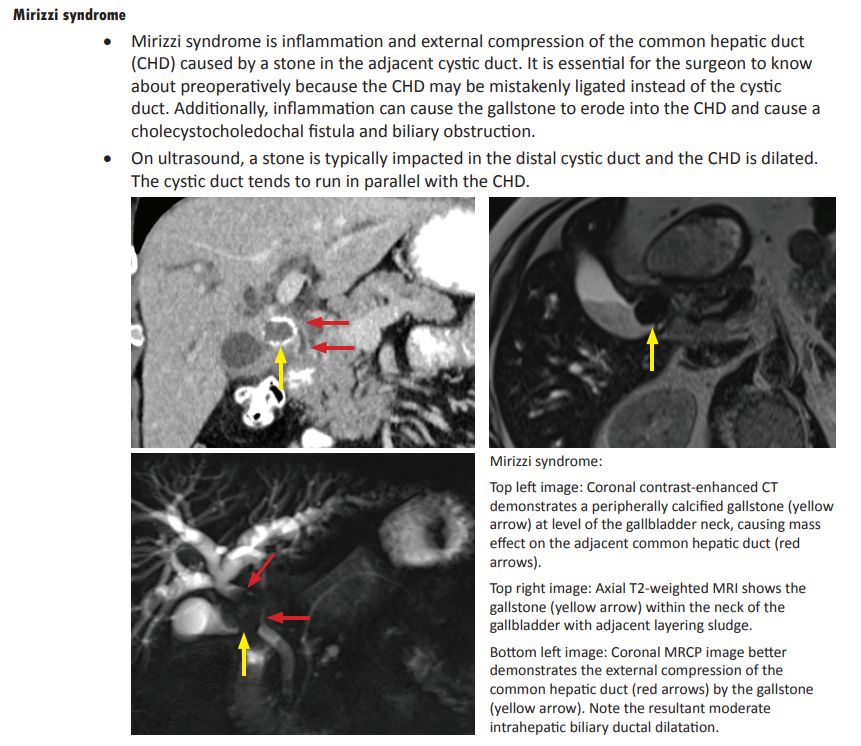 Mirizzi syndrome
• Mirizzi syndrome is inflammation and external compression of the common hepatic duct
(CHD) caused by a stone in the adjacent cystic duct. It is essential for the surgeon to know
about preoperatively because the CHD may be mistakenly ligated instead of the cystic
duct. Additionally, inflammation can cause the gallstone to erode into the CHD and cause a
cholecystocholedochal fistula and biliary obstruction.
• On ultrasound, a stone is typically impacted in the distal cystic duct and the CHD is dilated.
The cystic duct tends to run in parallel with the CHD.
Mirizzi syndrome:
Top left image: Coronal contrast-enhanced CT
demonstrates a peripherally calcified gallstone (yellow
arrow) at level of the gallbladder neck, causing mass
effect on the adjacent common hepatic duct (red
arrows).
Top right image: Axial T2-weighted MRI shows the
gallstone (yellow arrow) within the neck of the
gallbladder with adjacent layering sludge.
Bottom left image: Coronal MRCP image better
demonstrates the external compression of the
common hepatic duct (red arrows) by the gallstone
(yellow arrow). Note the resultant moderate
intrahepatic biliary ductal dilatation.